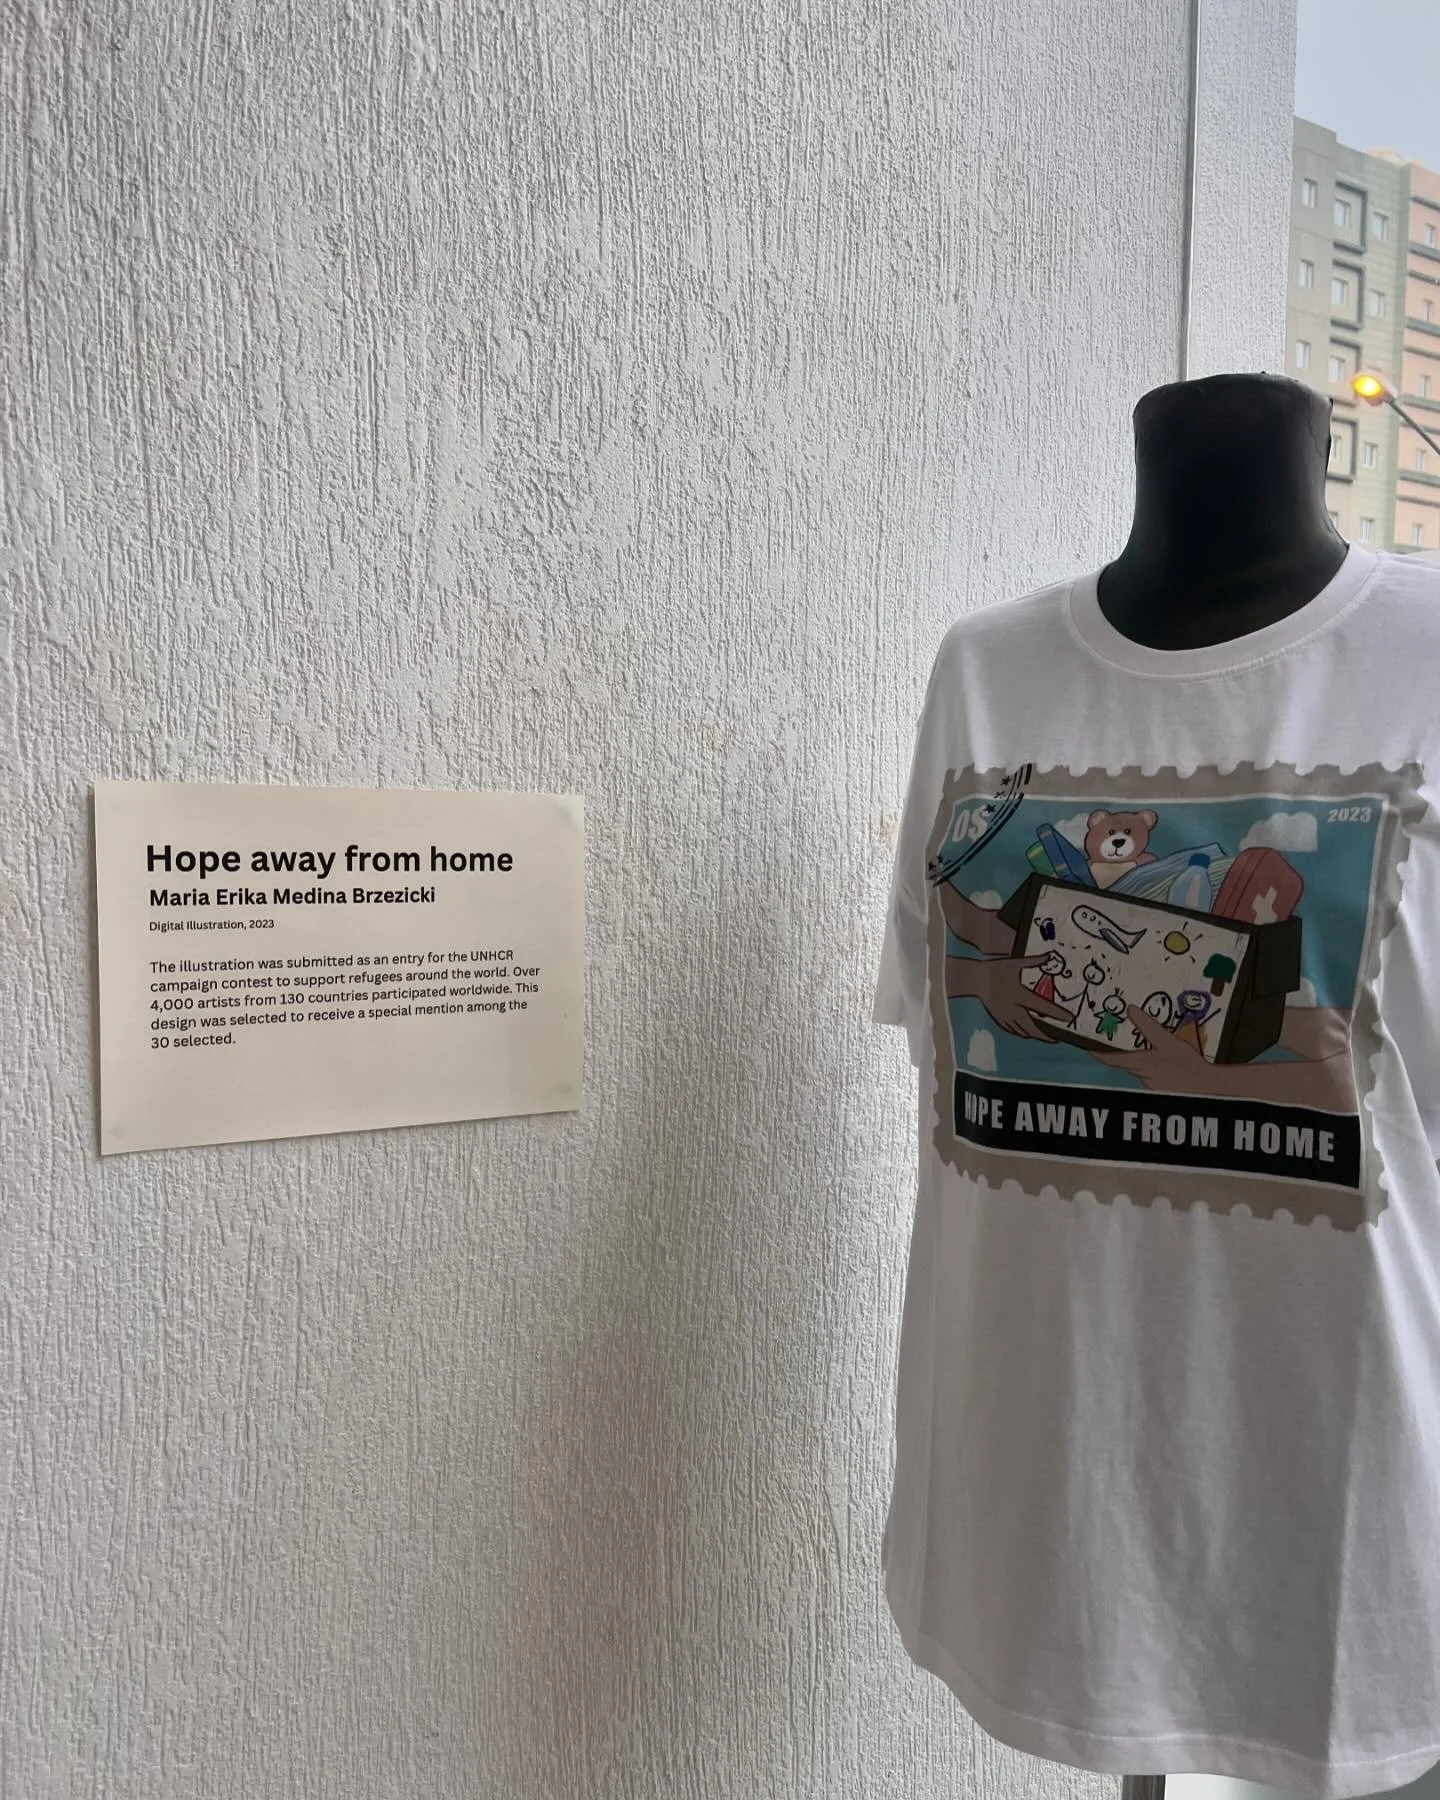 Hope away from home
Maria Erika Medina Brzezicki
Digital Illustration, 2023
The illustration was submitted as an entry for the UNHCR
campaign contest to support refugees around the world. Over
4,000 artists from 130 countries participated worldwide. This
design was selected to receive a special mention among the
30 selected.
0$
2023
HOPE AWAY FROM HOME